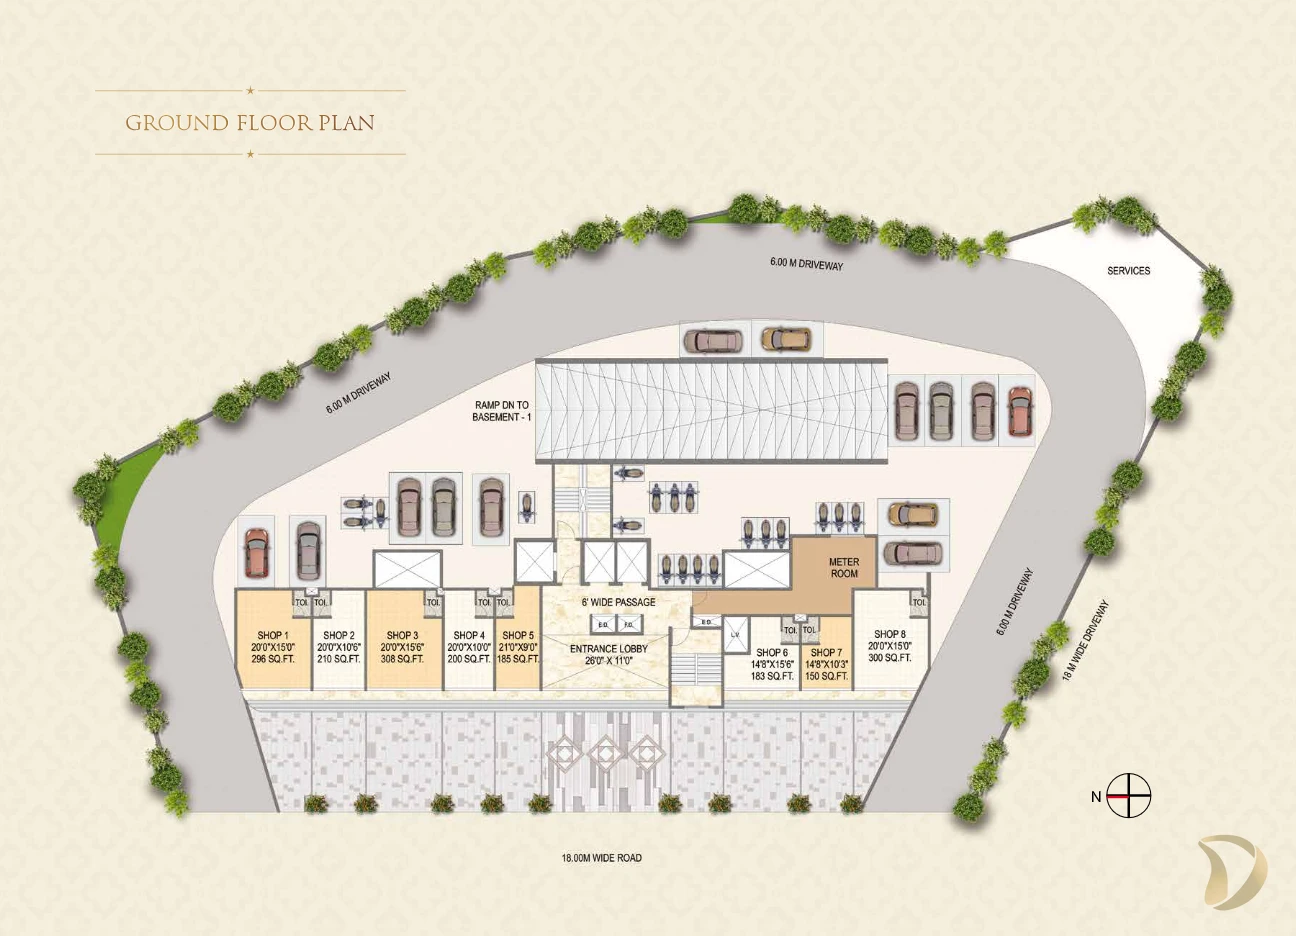 GROUND FLOOR PLAN
6.00 M DRIVEWAY
SERVICES
6.00 M DRIVEWAY
RAMP DN TO
BASEMENT - 1
METER
ROOM
6' WIDE PASSAGE
TOI.
TOI.
TOI.
TOI.
TOI.
TOI.
TOI.
TOI.
E.D.
F.D.
E.D.
L.V.
SHOP 1
20'0"X15'0"
296 SQ.FT.
SHOP 2
20'0"X10'6"
210 SQ.FT.
SHOP 3
20'0"X15'6"
308 SQ.FT.
SHOP 4
20'0"X10'0"
200 SQ.FT.
SHOP 5
21'0"X9'0"
185 SQ.FT.
ENTRANCE LOBBY
26'0" X 11'0"
SHOP 6
14'8"X15'6"
183 SQ.FT.
SHOP 7
14'8"X10'3"
150 SQ.FT.
SHOP 8
20'0"X15'0"
300 SQ.FT.
6.00 M DRIVEWAY
18 M WIDE DRIVEWAY
N
18.00M WIDE ROAD